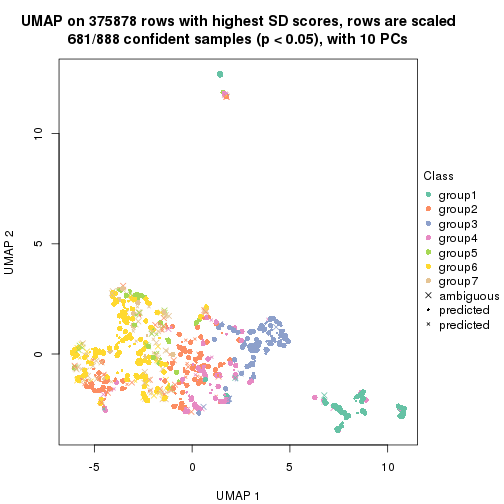 UMAP on 375878 rows with highest SD scores, rows are scaled
681/888 confident samples (p < 0.05), with 10 PCs
UMAP 2
10
5
0
-5
0
5
10
UMAP 1
Class
group1
group2
group3
group4
group5
group6
group7
ambiguous
predicted
predicted